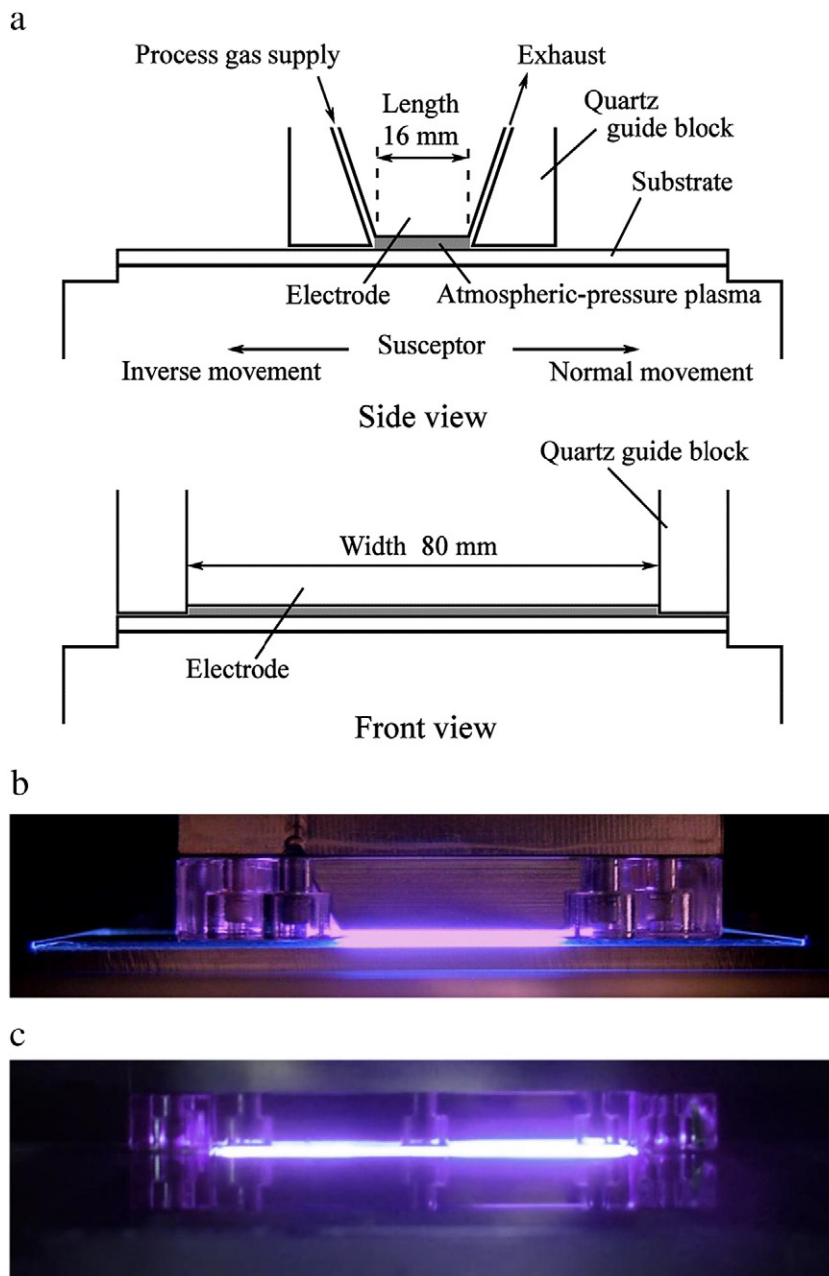 a
Process gas supply
Exhaust
Length
16 mm
Quartz
guide block
Substrate
Electrode
Atmospheric-pressure plasma
Susceptor
Inverse movement
Normal movement
Side view
Quartz guide block
Width 80 mm
Electrode
Front view
b
c